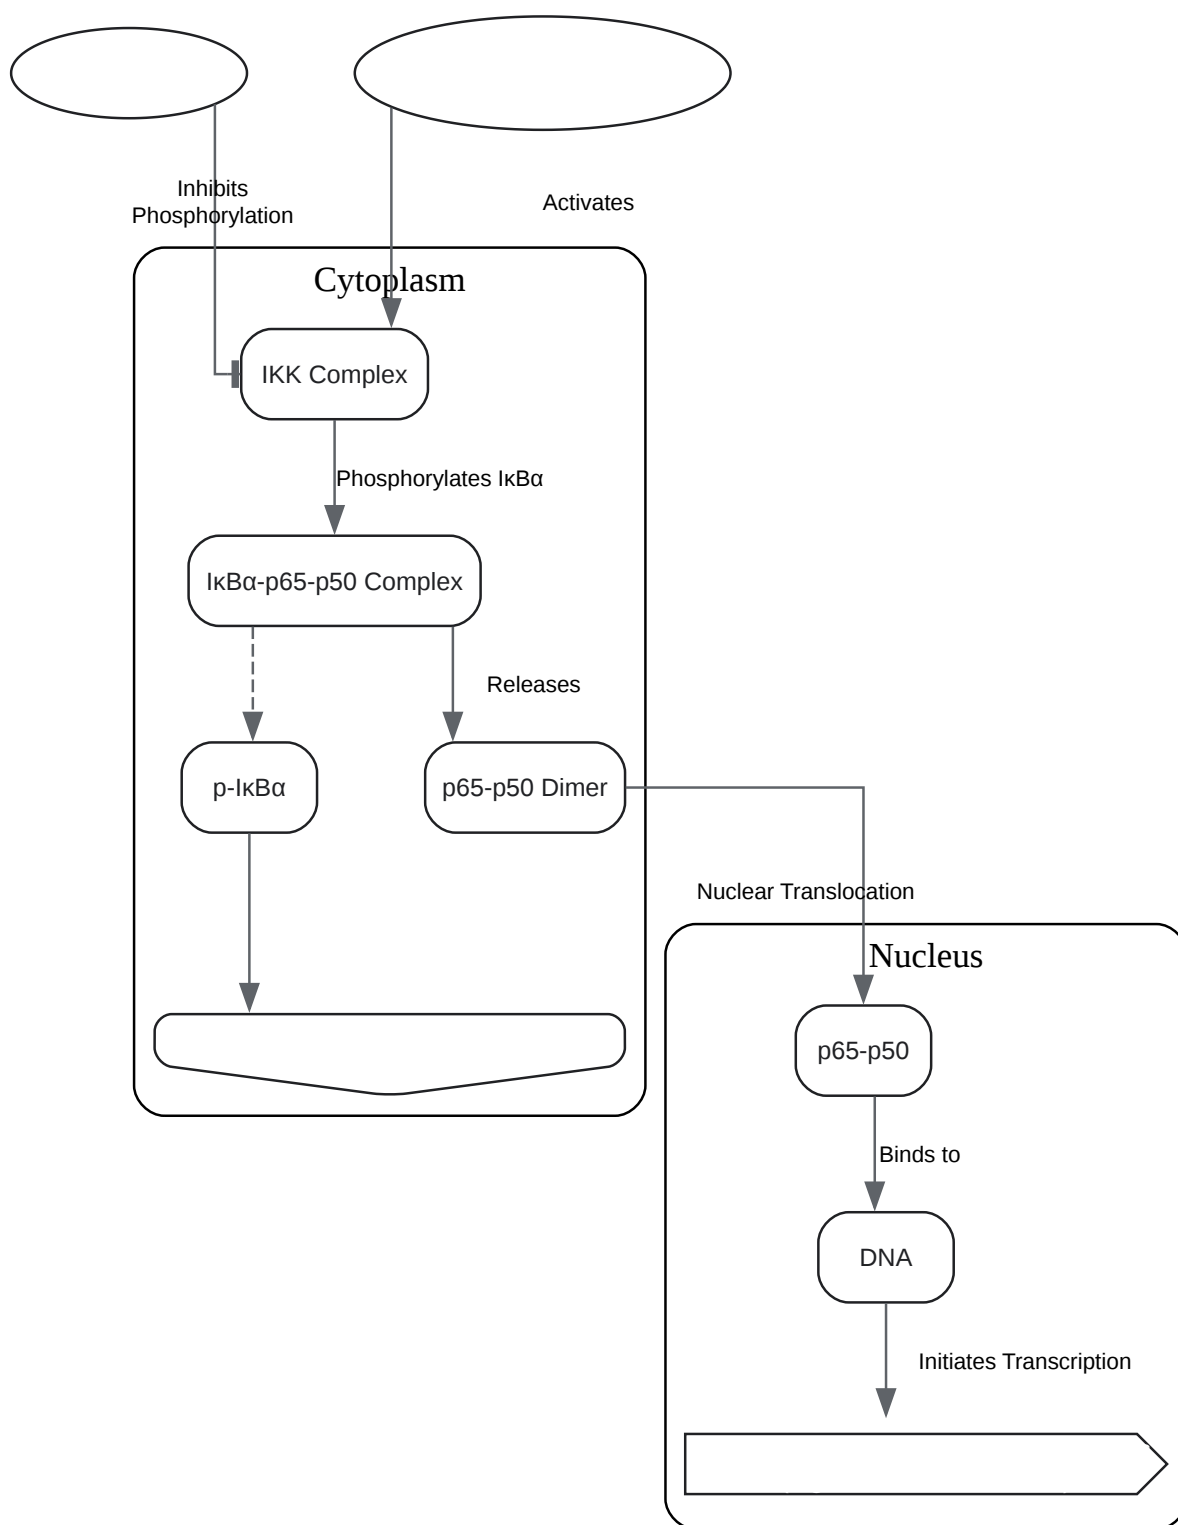 Inhibits
Phosphorylation
Activates
Cytoplasm
IKK Complex
Phosphorylates IκBα
IκBα-p65-p50 Complex
Releases
p-IκBα
p65-p50 Dimer
Nuclear Translocation
Nucleus
p65-p50
Binds to
DNA
Initiates Transcription